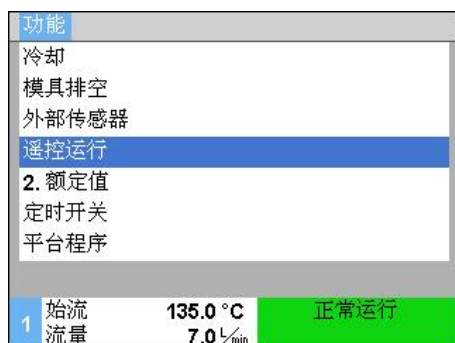 功能
冷却
模具排空
外部传感器
遥控运行
2. 额定值
定时开关
平台程序
1 始流 135.0 °C 正常运行
流量 7.0 L/min